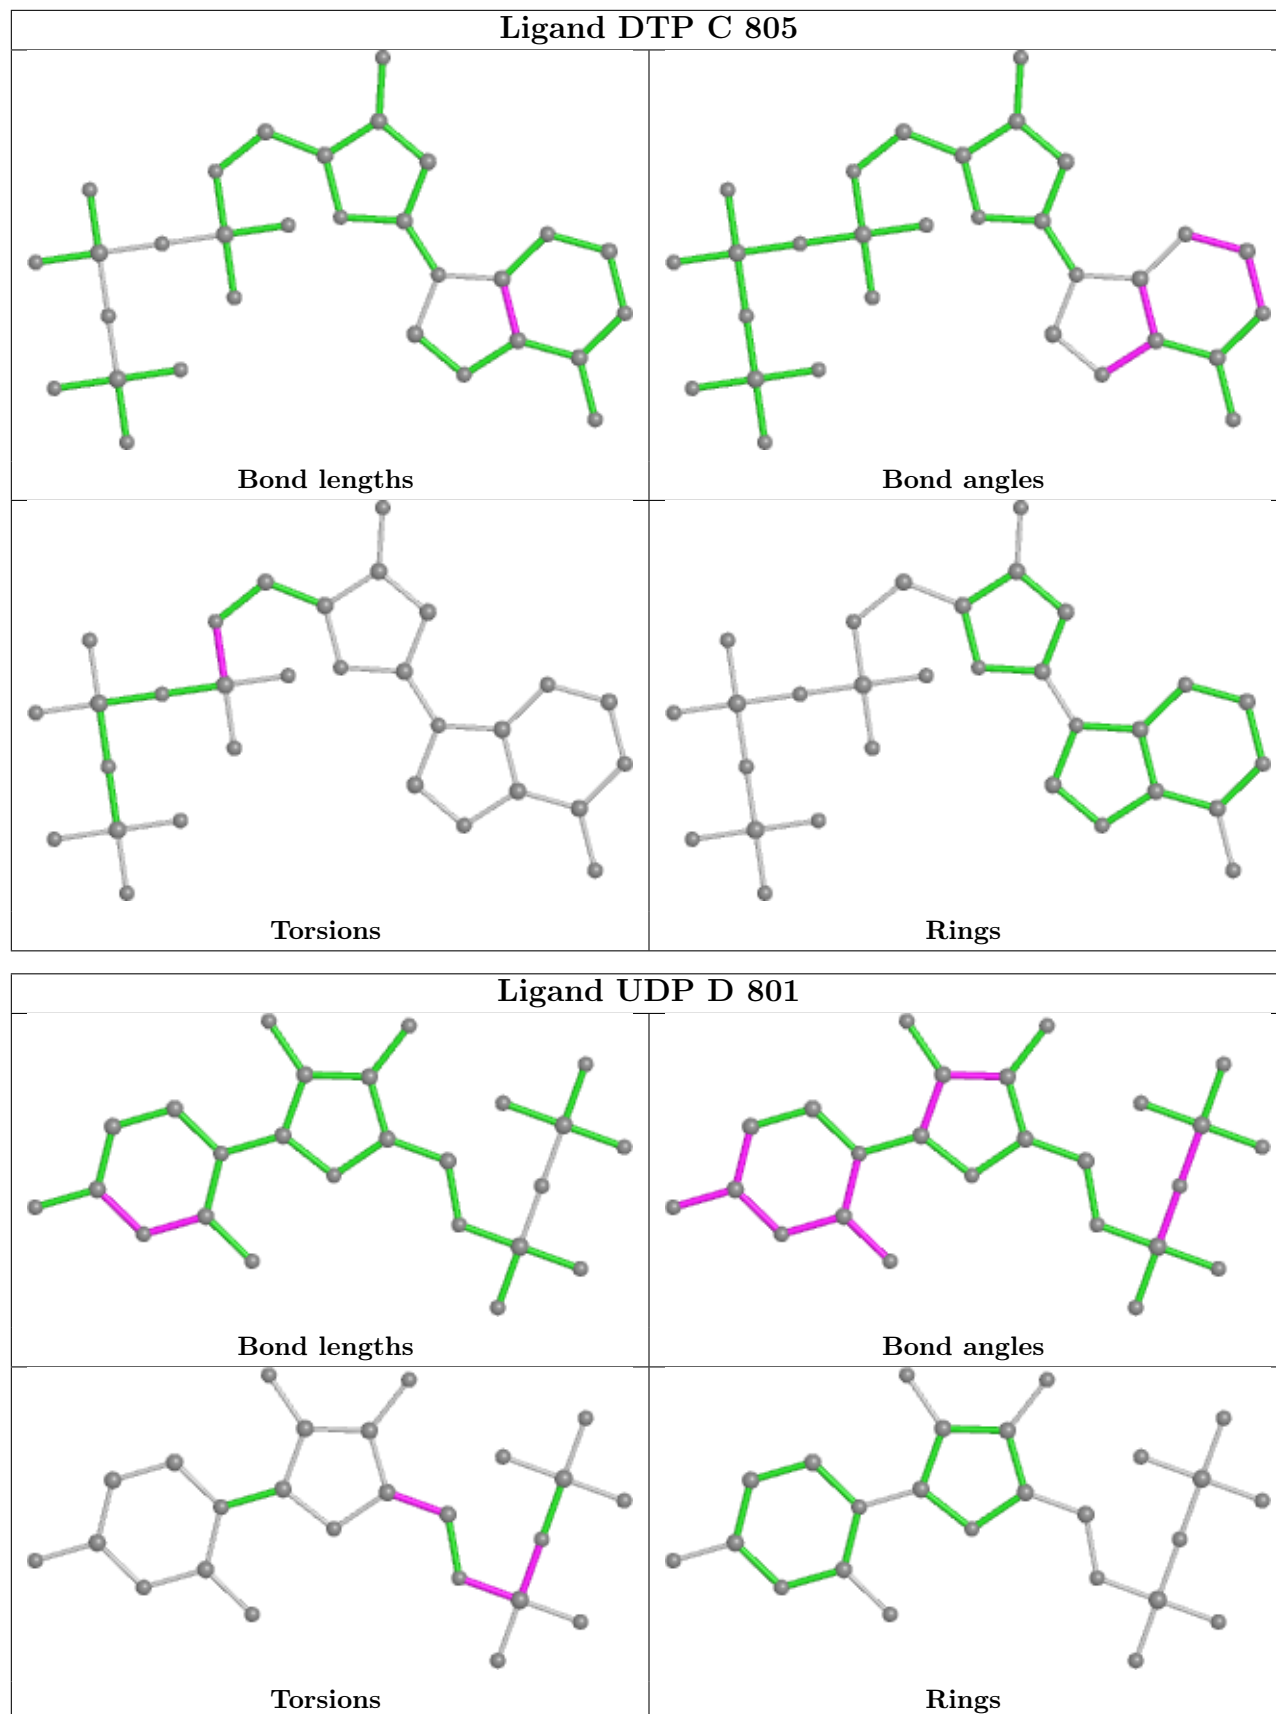 Ligand DTP C 805
Bond lengths
Bond angles
Torsions
Rings
Ligand UDP D 801
Bond lengths
Bond angles
Torsions
Rings